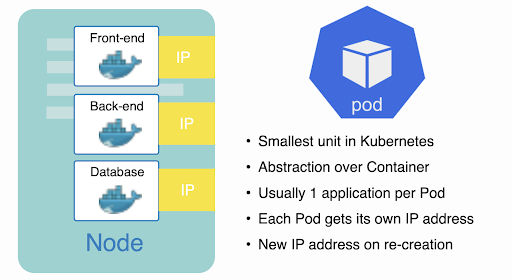 Front-end
IP
Back-end
IP
Database
IP
Node
pod
• Smallest unit in Kubernetes
• Abstraction over Container
• Usually 1 application per Pod
• Each Pod gets its own IP address
• New IP address on re-creation